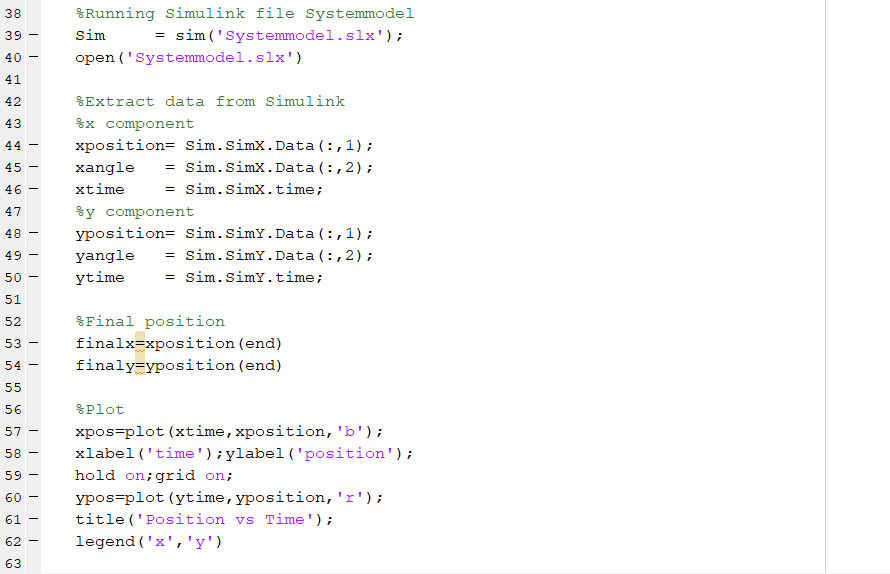 38 %Running Simulink file Systemmodel
39 – Sim = sim('Systemmodel.slx');
40 – open('Systemmodel.slx')
41
42 %Extract data from Simulink
43 %x component
44 – xposition= Sim.SimX.Data(:,1);
45 – xangle = Sim.SimX.Data(:,2);
46 – xtime = Sim.SimX.time;
47 %y component
48 – yposition= Sim.SimY.Data(:,1);
49 – yangle = Sim.SimY.Data(:,2);
50 – ytime = Sim.SimY.time;
51
52 %Final position
53 – finalx=xposition(end)
54 – finaly=yposition(end)
55
56 %Plot
57 – xpos=plot(xtime,xposition,'b');
58 – xlabel('time');ylabel('position');
59 – hold on;grid on;
60 – ypos=plot(ytime,yposition,'r');
61 – title('Position vs Time');
62 – legend('x','y')
63